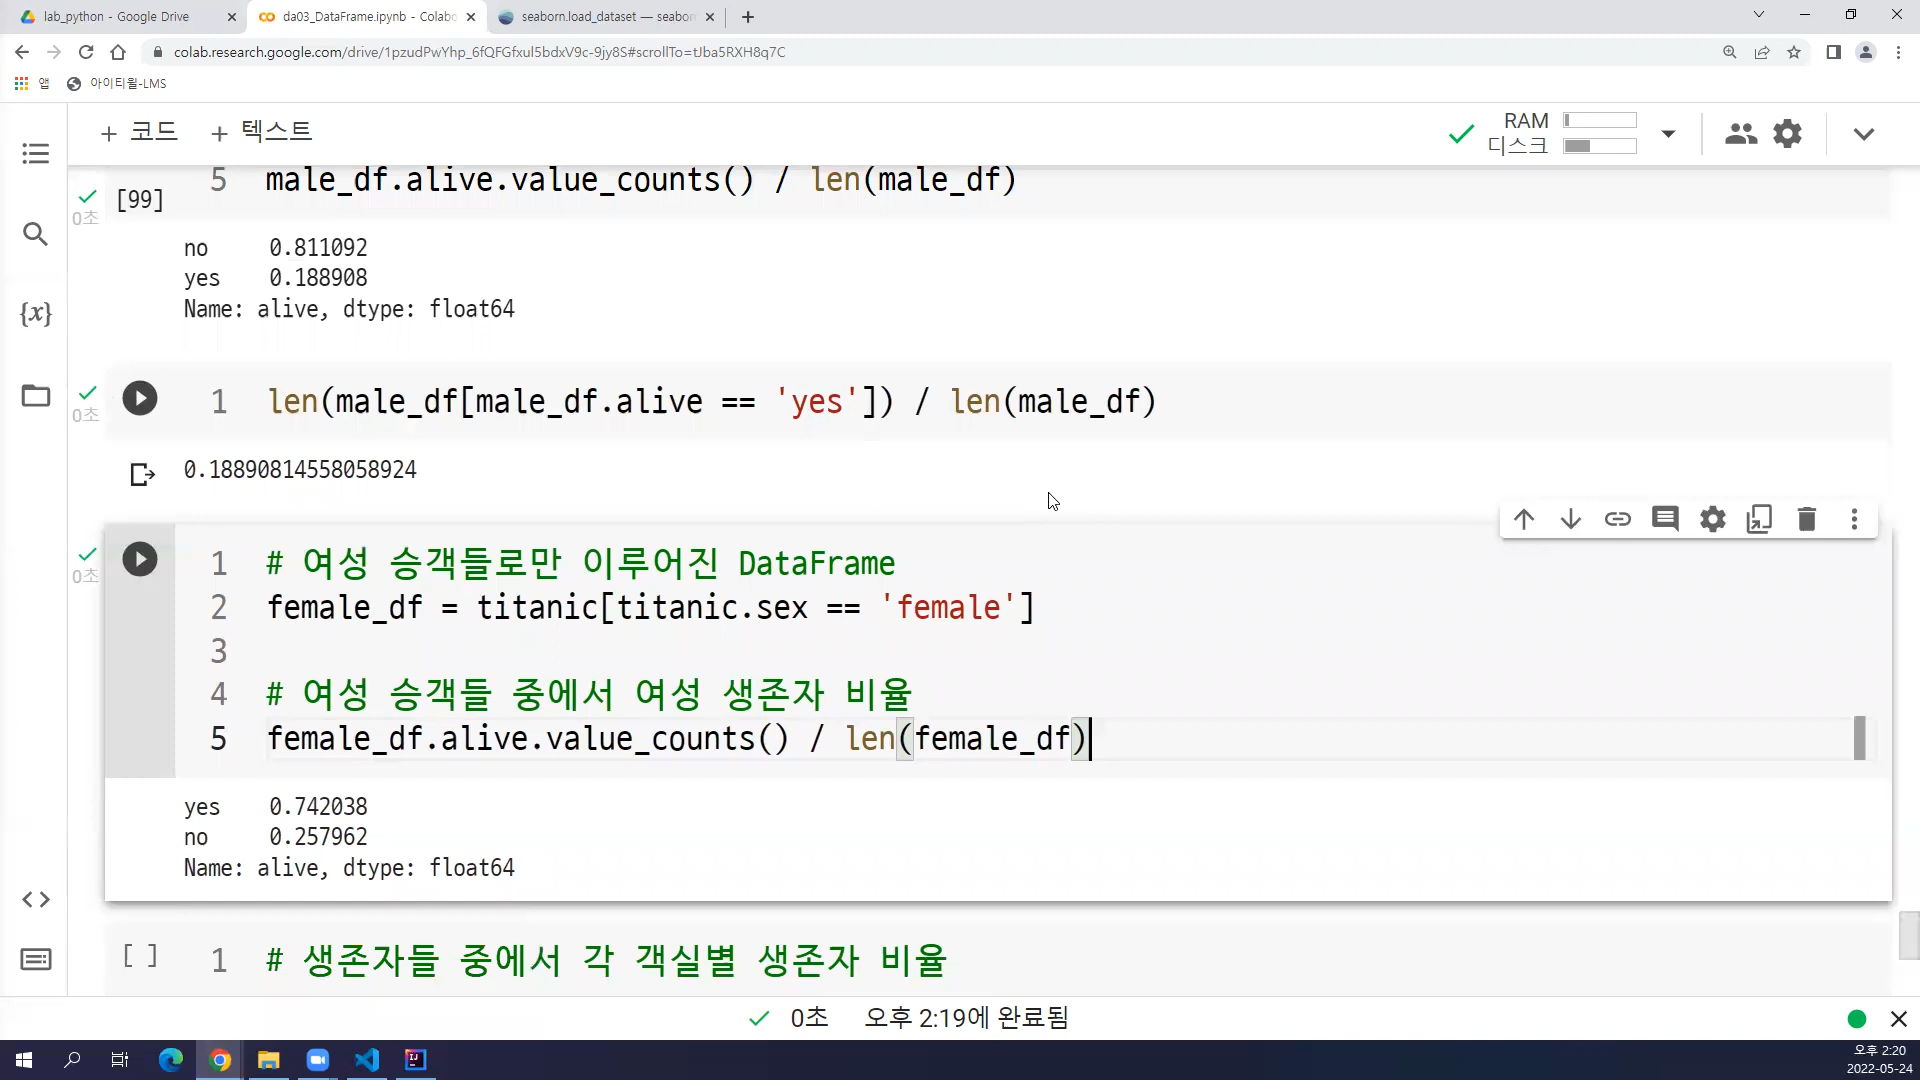 lab_python - Google Drive
da03_DataFrame.ipynb - Colabo
seaborn.load_dataset — seabor
colab.research.google.com/drive/1pzudPwYhp_6fQFGfxul5bdxV9c-9jy8S#scrollTo=tJba5RXH8q7C
앱
아이티윌-LMS
+ 코드
+ 텍스트
RAM
디스크
0초
[99]
5 male_df.alive.value_counts() / len(male_df)
no 0.811092
yes 0.188908
Name: alive, dtype: float64
{x}
0초
1 len(male_df[male_df.alive == 'yes']) / len(male_df)
0.18890814558058924
0초
1 # 여성 승객들로만 이루어진 DataFrame
2 female_df = titanic[titanic.sex == 'female']
3
4 # 여성 승객들 중에서 여성 생존자 비율
5 female_df.alive.value_counts() / len(female_df)
yes 0.742038
no 0.257962
Name: alive, dtype: float64
[ ] 1 # 생존자들 중에서 각 객실별 생존자 비율
0초 오후 2:19에 완료됨
오후 2:20
2022-05-24